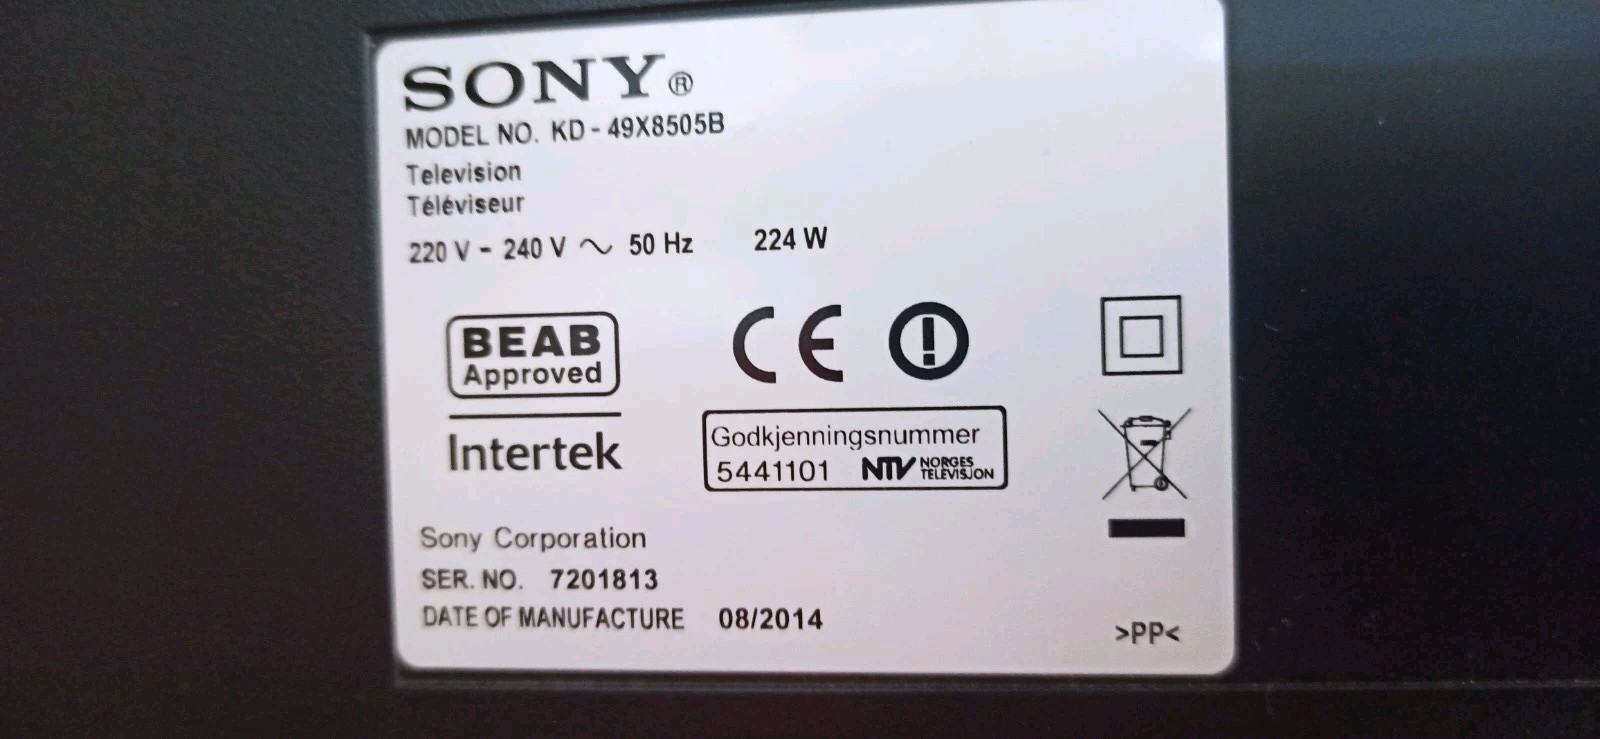 SONY®
MODEL NO. KD - 49X8505B
Television
Téléviseur
220 V - 240 V ~ 50 Hz 224 W
BEAB
Approved
Intertek
CE
Godkjenningsnummer
5441101 NTV NORGES
TELEVISJON
Sony Corporation
SER. NO. 7201813
DATE OF MANUFACTURE 08/2014
>PP<